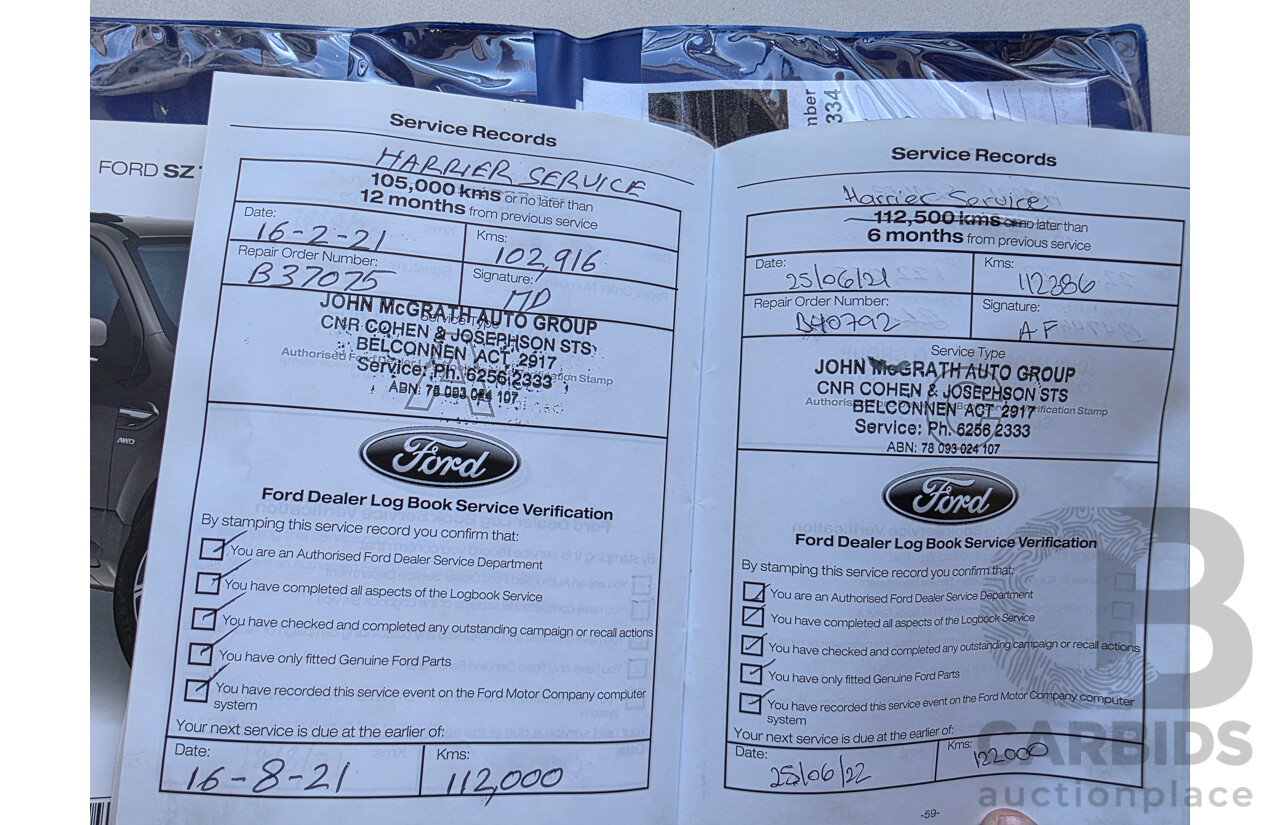 mber
334
FORD SZ
AWD
Service Records
HARRIER SERVICE
105,000 kms or no later than
12 months from previous service
Date:
16-2-21
Kms:
102,916
Repair Order Number:
B37075
Signature:
MD
Service Type
JOHN McGRATH AUTO GROUP
CNR COHEN & JOSEPHSON STS
BELCONNEN ACT 2917
Service: Ph. 6256 2333
ABN: 78 093 024 107
Ford
Ford Dealer Log Book Service Verification
By stamping this service record you confirm that:
You are an Authorised Ford Dealer Service Department
You have completed all aspects of the Logbook Service
You have checked and completed any outstanding campaign or recall actions
You have only fitted Genuine Ford Parts
You have recorded this service event on the Ford Motor Company computer
system
Your next service is due at the earlier of:
Date:
16-8-21
Kms:
112,000
Service Records
Harrier Service
112,500 kms or no later than
6 months from previous service
Date:
25/06/21
Kms:
112286
Repair Order Number:
B40792
Signature:
AF
Service Type
JOHN McGRATH AUTO GROUP
CNR COHEN & JOSEPHSON STS
BELCONNEN ACT 2917
Service: Ph. 6256 2333
ABN: 78 093 024 107
Ford
Ford Dealer Log Book Service Verification
By stamping this service record you confirm that:
You are an Authorised Ford Dealer Service Department
You have completed all aspects of the Logbook Service
You have checked and completed any outstanding campaign or recall actions
You have only fitted Genuine Ford Parts
You have recorded this service event on the Ford Motor Company computer
system
Your next service is due at the earlier of:
Date:
25/06/22
Kms:
122000
-59-
CARBIDS
auctionplace